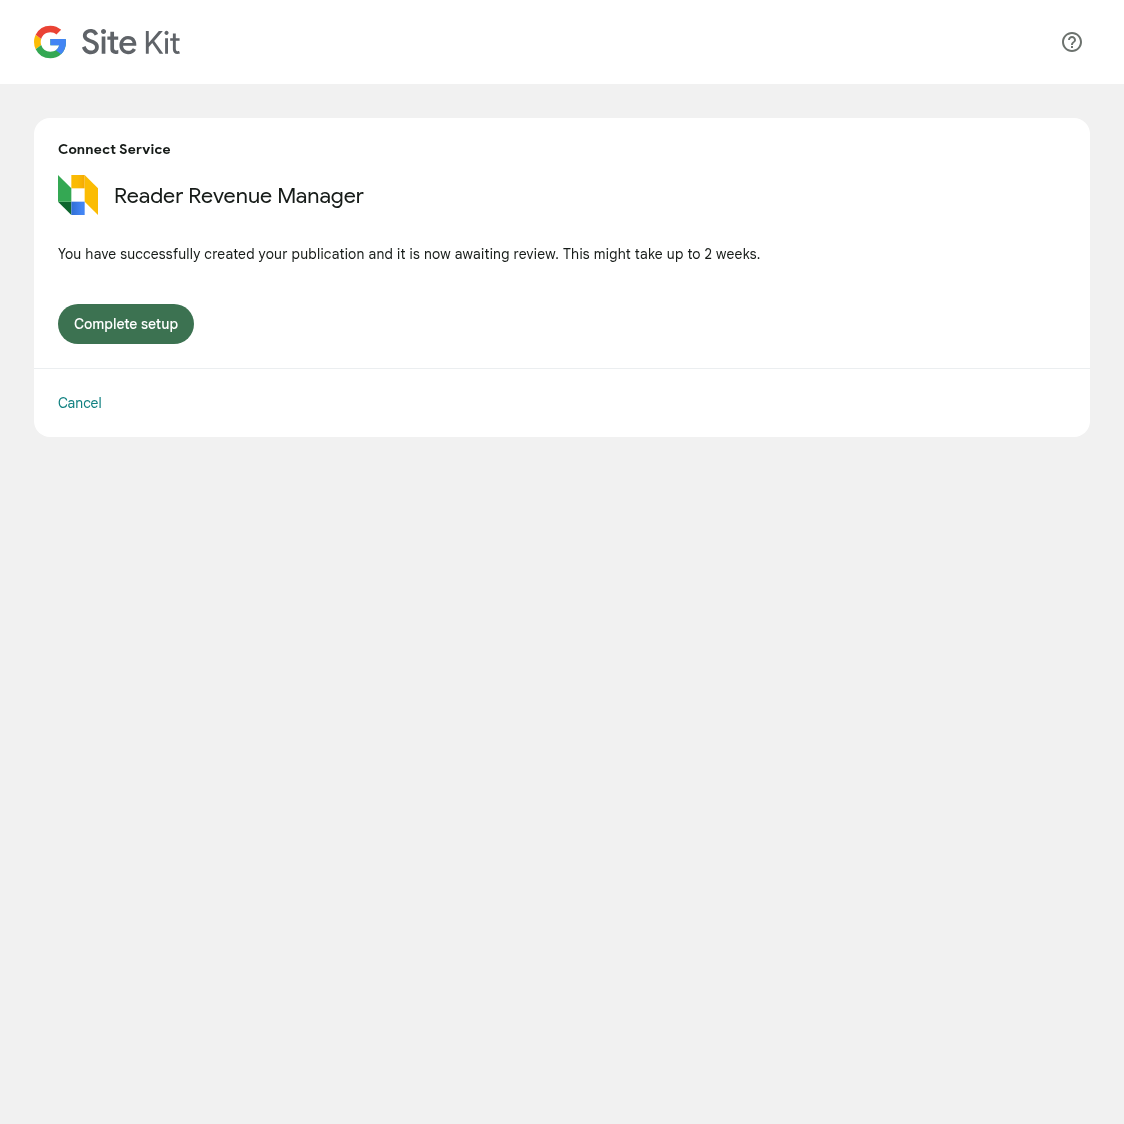 Site Kit
Connect Service
Reader Revenue Manager
You have successfully created your publication and it is now awaiting review. This might take up to 2 weeks.
Complete setup
Cancel